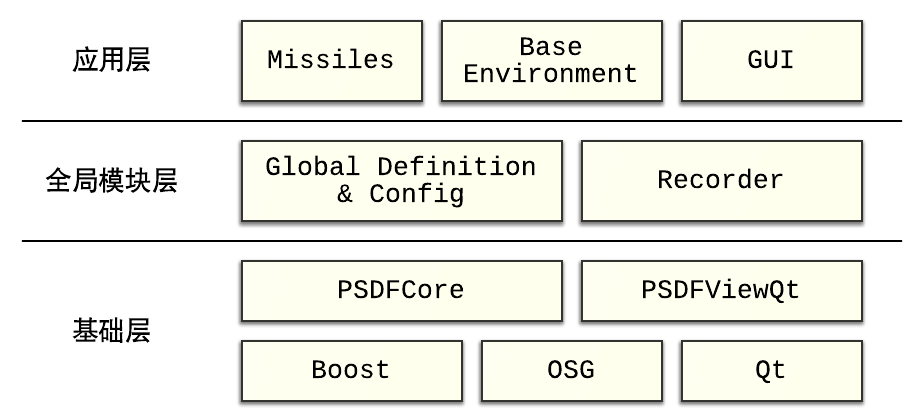 应用层
Missiles
Base
Environment
GUI
全局模块层
Global Definition
& Config
Recorder
基础层
PSDFCore
PSDFViewQt
Boost
OSG
Qt